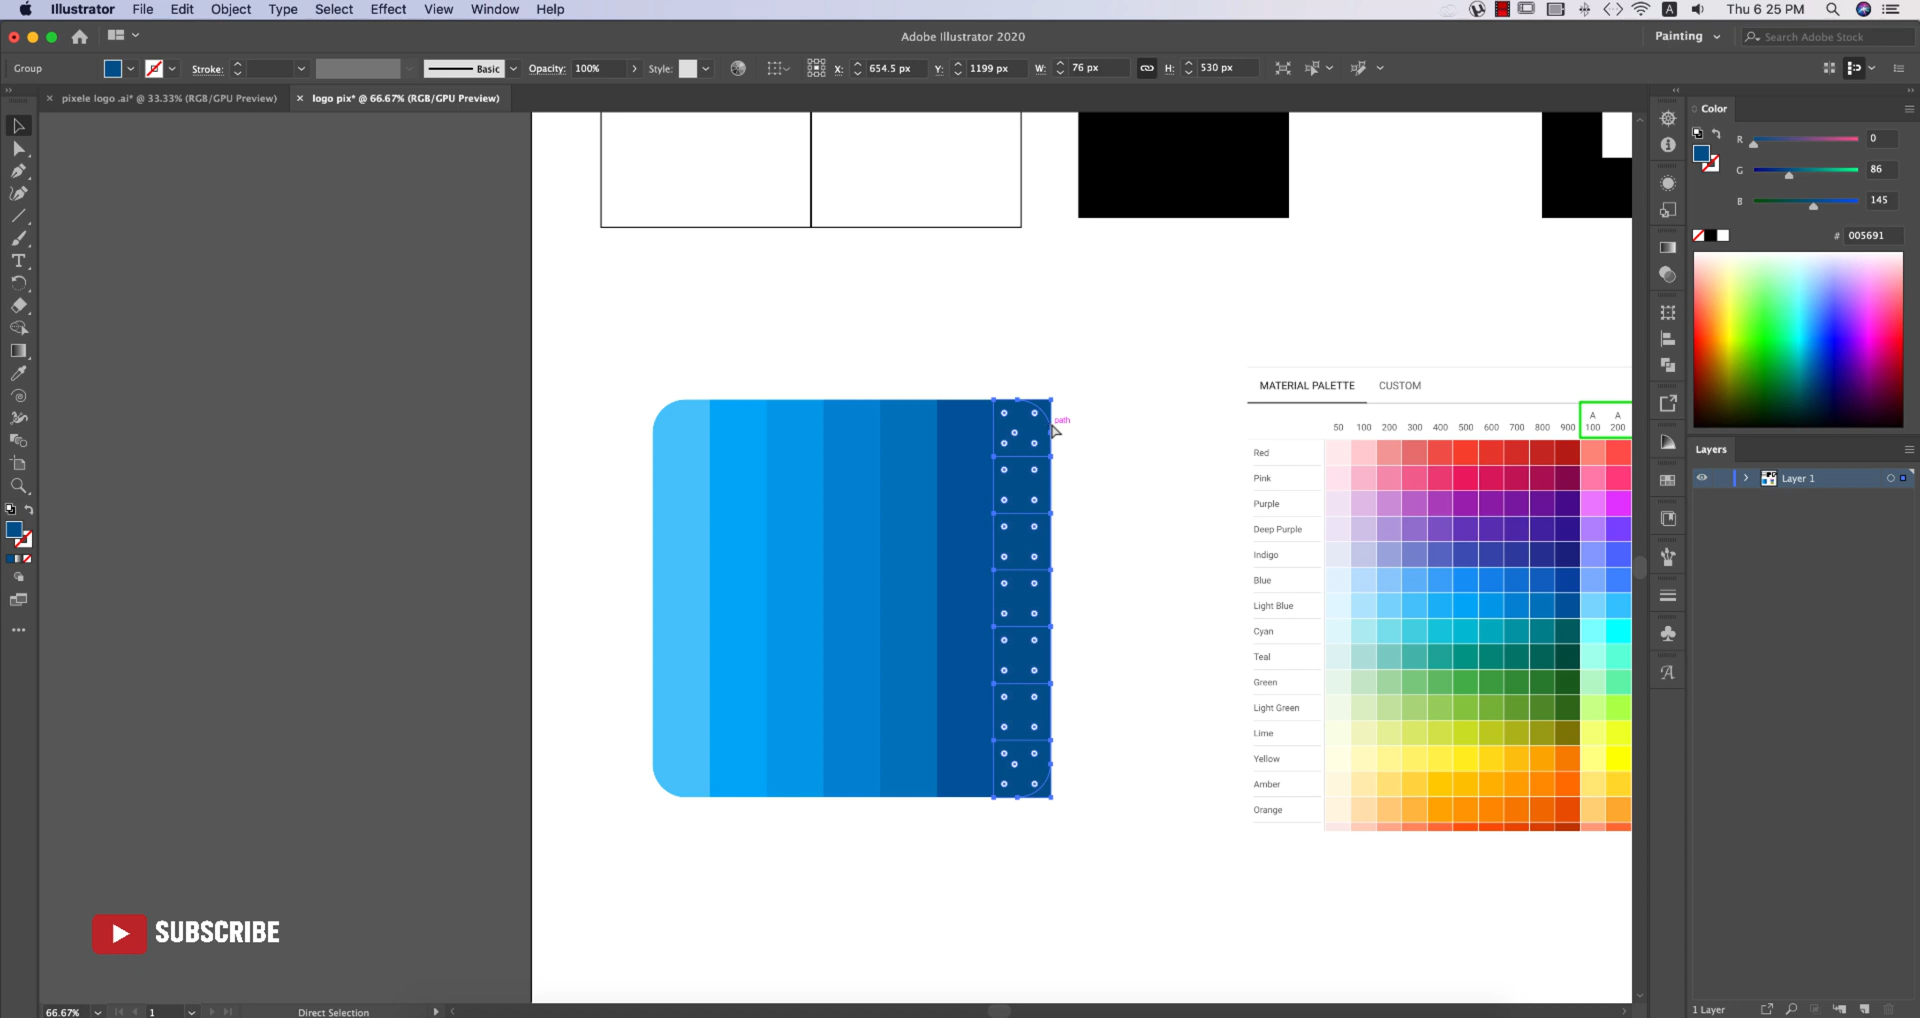 Illustrator File Edit Object Type Select Effect View Window Help
A Thu 6 25 PM
Adobe Illustrator 2020
Painting
Search Adobe Stock
Group
Stroke:
Basic
Opacity: 100%
Style:
X: 654.5 px
Y: 1199 px
W: 76 px
H: 530 px
× pixele logo .ai* @ 33.33% (RGB/GPU Preview)
× logo pix* @ 66.67% (RGB/GPU Preview)
Color
R 0
G 86
B 145
# 005691
path
MATERIAL PALETTE CUSTOM
A A
50 100 200 300 400 500 600 700 800 900 100 200
Red
Pink
Purple
Deep Purple
Indigo
Blue
Light Blue
Cyan
Teal
Green
Light Green
Lime
Yellow
Amber
Orange
Layers
Layer 1
SUBSCRIBE
66.67% 1 Direct Selection
1 Layer